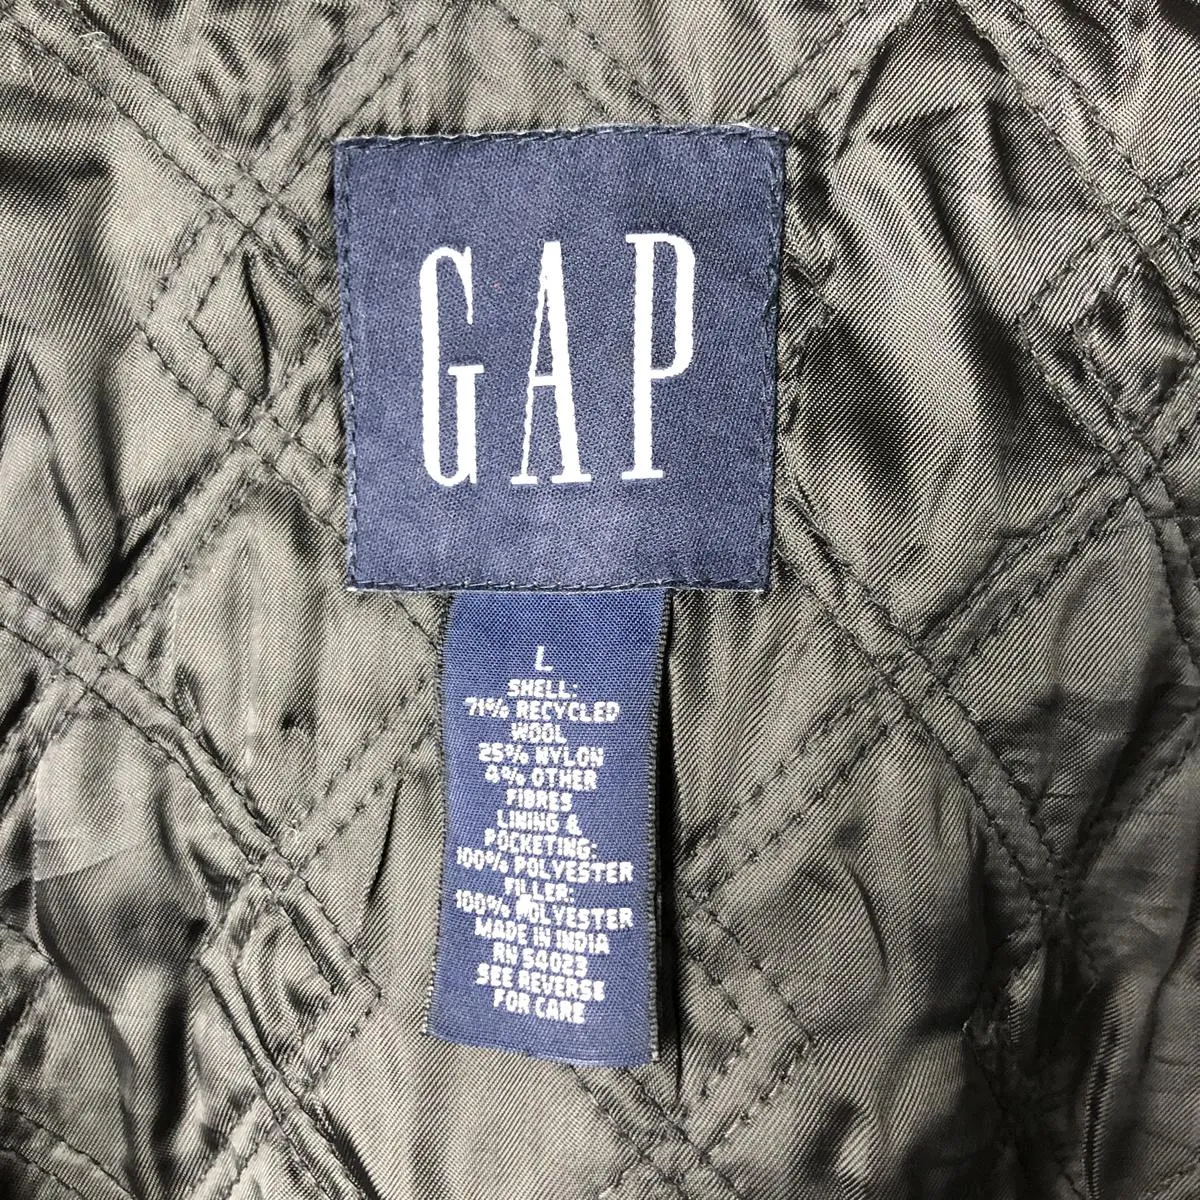 GAP
L
SHELL:
71% RECYCLED
WOOL
25% NYLON
4% OTHER
FIBRES
LINING &
POCKETING:
100% POLYESTER
FILLER:
100% POLYESTER
MADE IN INDIA
RN 54023
SEE REVERSE
FOR CARE